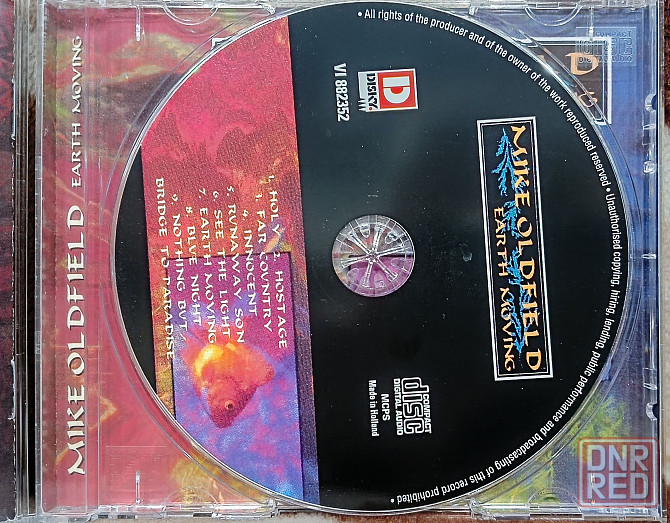 MIKE OLDFIELD EARTH MOVING
• All rights of the producer and of the owner of the work reproduced reserved • Unauthorised copying, hiring, lending, public performance and broadcasting of this record prohibited •
VI 882352
D
DISKY
MIKE OLDFIELD
EARTH MOVING
1. HOLY 2. HOSTAGE
3. FAR COUNTRY
4. INNOCENT
5. RUNAWAY SON
6. SEE THE LIGHT
7. EARTH MOVING
8. BLUE NIGHT
9. NOTHING BUT
BRIDGE TO PARADISE
COMPACT
disc
DIGITAL AUDIO
MCPS
Made in Holland
DNR
RED